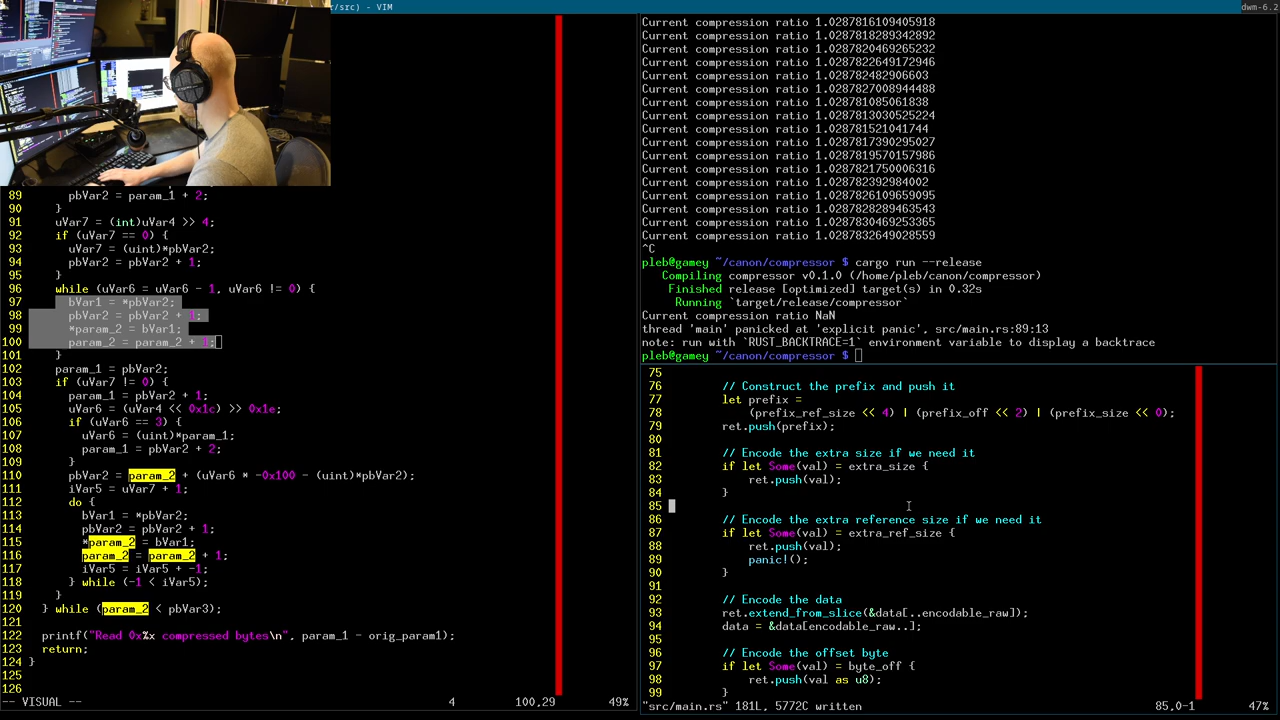 r/src) - VIM
dwm-6.2
89 pbVar2 = param_1 + 2;
90 }
91 uVar7 = (int)uVar4 >> 4;
92 if (uVar7 == 0) {
93 uVar7 = (uint)*pbVar2;
94 pbVar2 = pbVar2 + 1;
95 }
96 while (uVar6 = uVar6 - 1, uVar6 != 0) {
97 bVar1 = *pbVar2;
98 pbVar2 = pbVar2 + 1;
99 *param_2 = bVar1;
100 param_2 = param_2 + 1;
101 }
102 param_1 = pbVar2;
103 if (uVar7 != 0) {
104 param_1 = pbVar2 + 1;
105 uVar6 = (uVar4 << 0x1c) >> 0x1e;
106 if (uVar6 == 3) {
107 uVar6 = (uint)*param_1;
108 param_1 = pbVar2 + 2;
109 }
110 pbVar2 = param_2 + (uVar6 * -0x100 - (uint)*pbVar2);
111 iVar5 = uVar7 + 1;
112 do {
113 bVar1 = *pbVar2;
114 pbVar2 = pbVar2 + 1;
115 *param_2 = bVar1;
116 param_2 = param_2 + 1;
117 iVar5 = iVar5 + -1;
118 } while (-1 < iVar5);
119 }
120 } while (param_2 < pbVar3);
121
122 printf("Read 0x%x compressed bytes\n", param_1 - orig_param1);
123 return;
124 }
125
126
-- VISUAL -- 4 100,29 49%
Current compression ratio 1.0287816109405918
Current compression ratio 1.0287818289342892
Current compression ratio 1.0287820469265232
Current compression ratio 1.0287822649172946
Current compression ratio 1.028782482906603
Current compression ratio 1.0287827008944488
Current compression ratio 1.028781085061838
Current compression ratio 1.0287813030525224
Current compression ratio 1.028781521041744
Current compression ratio 1.0287817390295027
Current compression ratio 1.0287819570157986
Current compression ratio 1.0287821750006316
Current compression ratio 1.028782392984002
Current compression ratio 1.0287826109659095
Current compression ratio 1.0287828289463543
Current compression ratio 1.0287830469253365
Current compression ratio 1.0287832649028559
^C
pleb@gamey ~/canon/compressor $ cargo run --release
Compiling compressor v0.1.0 (/home/pleb/canon/compressor)
Finished release [optimized] target(s) in 0.32s
Running `target/release/compressor`
Current compression ratio NaN
thread 'main' panicked at 'explicit panic', src/main.rs:89:13
note: run with `RUST_BACKTRACE=1` environment variable to display a backtrace
pleb@gamey ~/canon/compressor $
75
76 // Construct the prefix and push it
77 let prefix =
78 (prefix_ref_size << 4) | (prefix_off << 2) | (prefix_size << 0);
79 ret.push(prefix);
80
81 // Encode the extra size if we need it
82 if let Some(val) = extra_size {
83 ret.push(val);
84 }
85
86 // Encode the extra reference size if we need it
87 if let Some(val) = extra_ref_size {
88 ret.push(val);
89 panic!();
90 }
91
92 // Encode the data
93 ret.extend_from_slice(&data[..encodable_raw]);
94 data = &data[encodable_raw..];
95
96 // Encode the offset byte
97 if let Some(val) = byte_off {
98 ret.push(val as u8);
99 }
"src/main.rs" 181L, 5772C written 85,0-1 47%